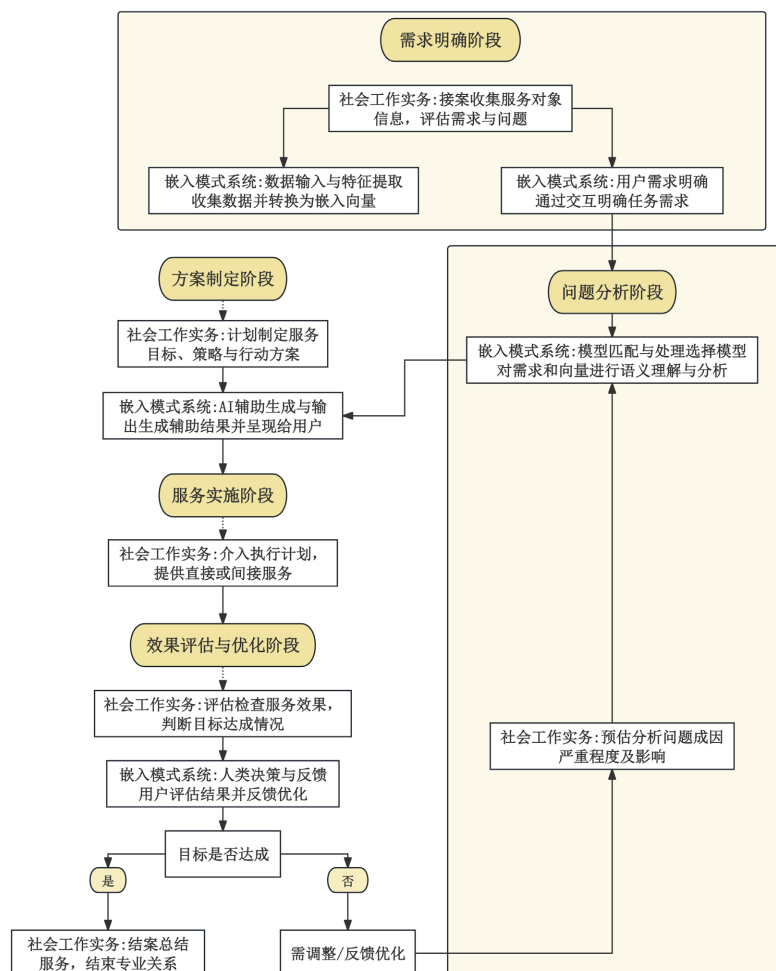 需求明确阶段
社会工作实务:接案收集服务对象
信息，评估需求与问题
嵌入模式系统:数据输入与特征提取
收集数据并转换为嵌入向量
嵌入模式系统:用户需求明确
通过交互明确任务需求
方案制定阶段
社会工作实务:计划制定服务
目标、策略与行动方案
嵌入模式系统:AI辅助生成与输
出生成辅助结果并呈现给用户
问题分析阶段
嵌入模式系统:模型匹配与处理选择模型
对需求和向量进行语义理解与分析
服务实施阶段
社会工作实务:介入执行计划，
提供直接或间接服务
效果评估与优化阶段
社会工作实务:评估检查服务效果，
判断目标达成情况
社会工作实务:预估分析问题成因
严重程度及影响
嵌入模式系统:人类决策与反馈
用户评估结果并反馈优化
目标是否达成
是
否
社会工作实务:结案总结
服务，结束专业关系
需调整/反馈优化